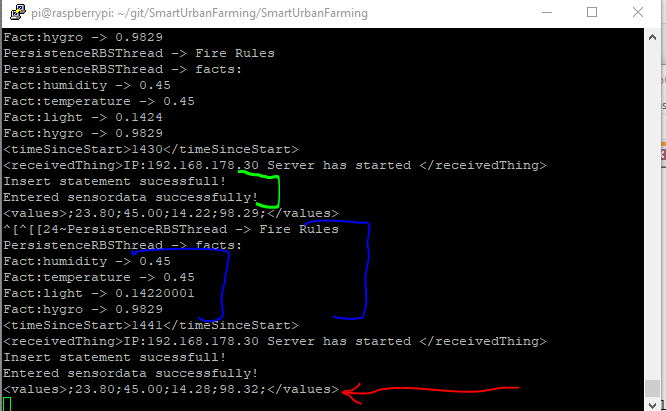 pi@raspberrypi: ~/git/SmartUrbanFarming/SmartUrbanFarming
Fact:hygro -> 0.9829
PersistenceRBSThread -> Fire Rules
PersistenceRBSThread -> facts:
Fact:humidity -> 0.45
Fact:temperature -> 0.45
Fact:light -> 0.1424
Fact:hygro -> 0.9829
<timeSinceStart>1430</timeSinceStart>
<receivedThing>IP:192.168.178.30 Server has started </receivedThing>
Insert statement sucessfull!
Entered sensordata successfully!
<values>;23.80;45.00;14.22;98.29;</values>
^[^[[24~PersistenceRBSThread -> Fire Rules
PersistenceRBSThread -> facts:
Fact:humidity -> 0.45
Fact:temperature -> 0.45
Fact:light -> 0.14220001
Fact:hygro -> 0.9829
<timeSinceStart>1441</timeSinceStart>
<receivedThing>IP:192.168.178.30 Server has started </receivedThing>
Insert statement sucessfull!
Entered sensordata successfully!
<values>;23.80;45.00;14.28;98.32;</values>